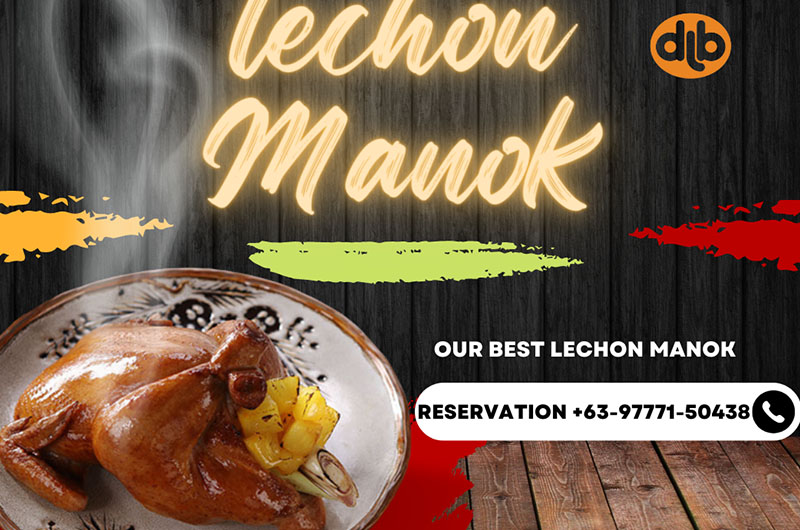 lechon
Manok
dlb
OUR BEST LECHON MANOK
RESERVATION +63-97771-50438